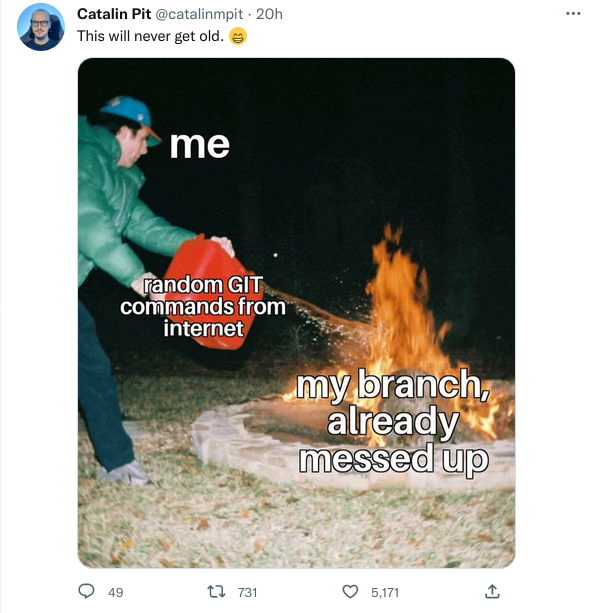 Catalin Pit @catalinmpit · 20h
This will never get old. 😄
me
random GIT
commands from
internet
my branch,
already
messed up
49 731 5,171